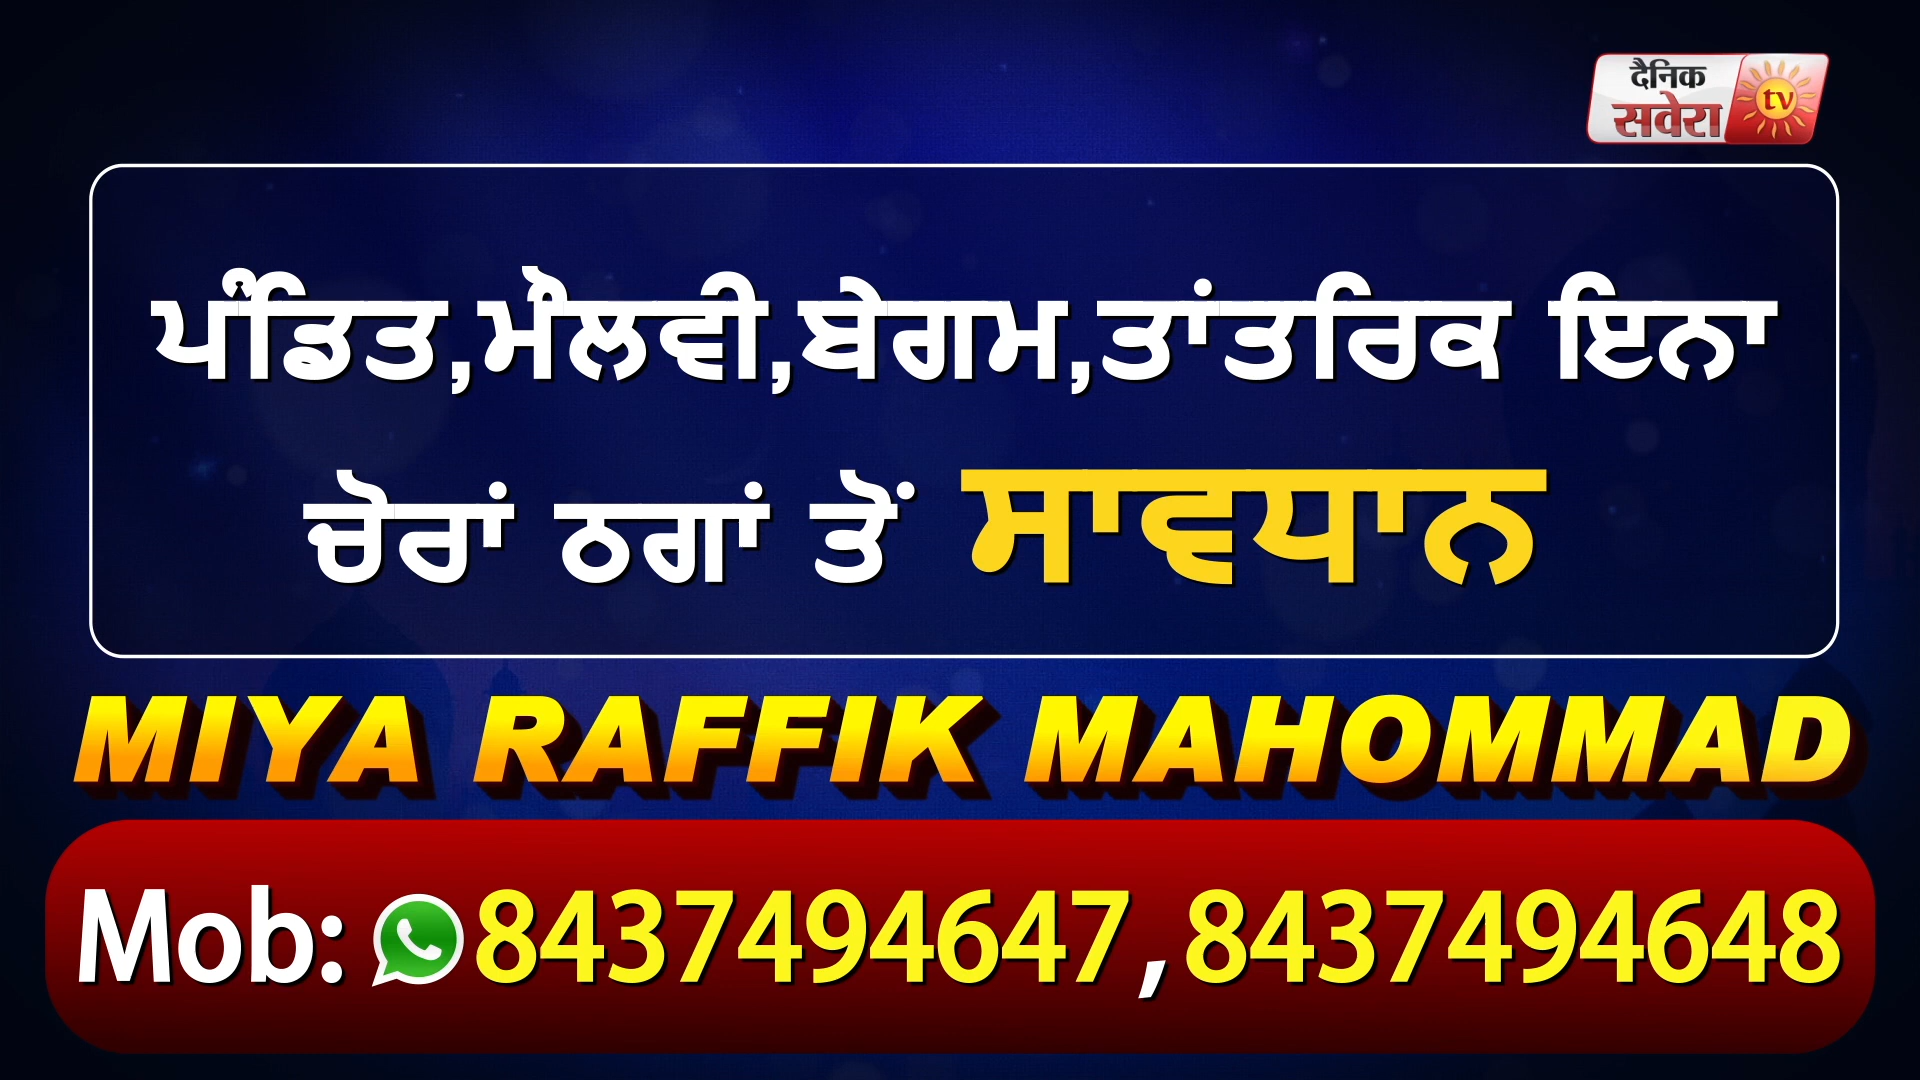 दैनिक
सवेरा tv
ਪੰਡਿਤ,ਮੌਲਵੀ,ਬੇਗਮ,ਤਾਂਤਰਿਕ ਇਨਾ
ਚੋਰਾਂ ਠਗਾਂ ਤੋਂ ਸਾਵਧਾਨ
MIYA RAFFIK MAHOMMAD
Mob: 8437494647,8437494648